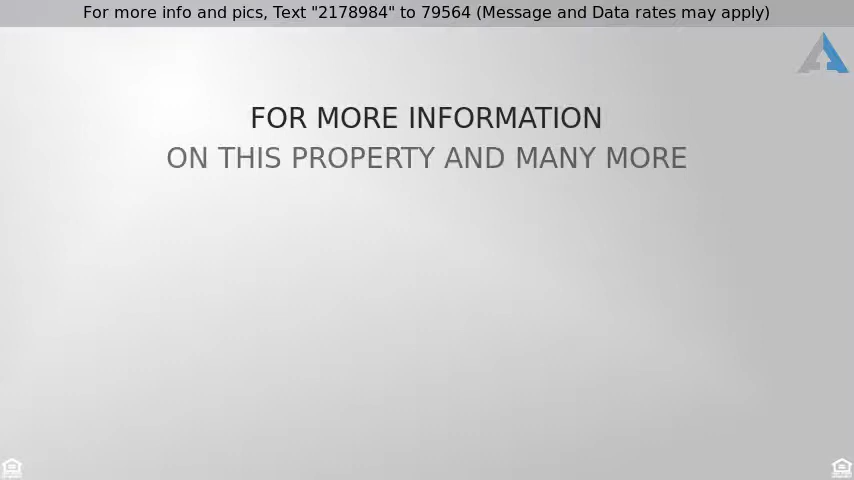 For more info and pics, Text "2178984" to 79564 (Message and Data rates may apply)
FOR MORE INFORMATION
ON THIS PROPERTY AND MANY MORE